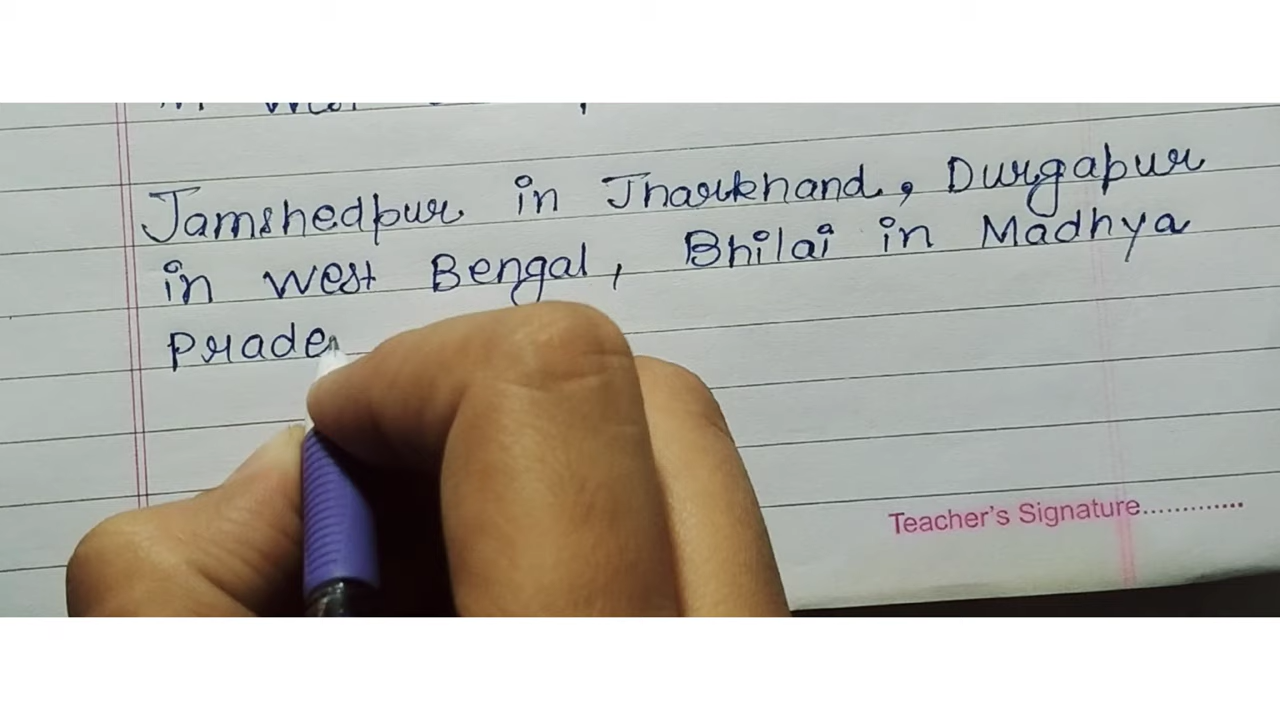 Jamshedpur in Jharkhand, Durgapur
in west Bengal, Bhilai in Madhya
Prade
Teacher's Signature.............